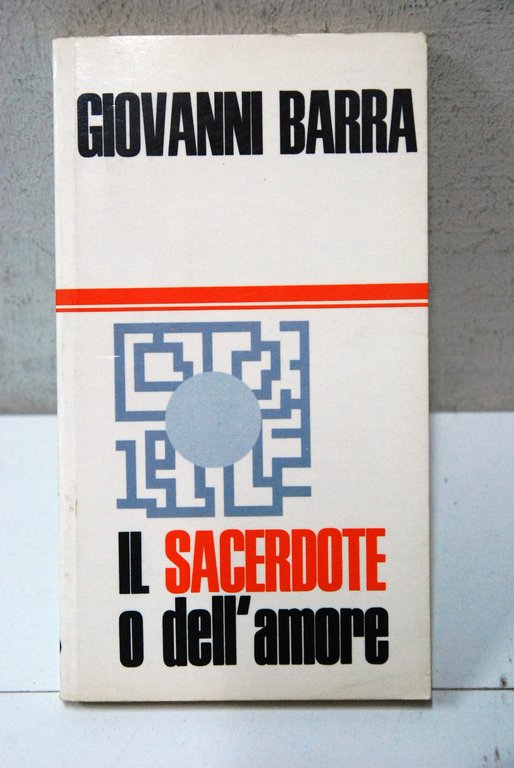 GIOVANNI BARRA
IL SACERDOTE
o dell'amore